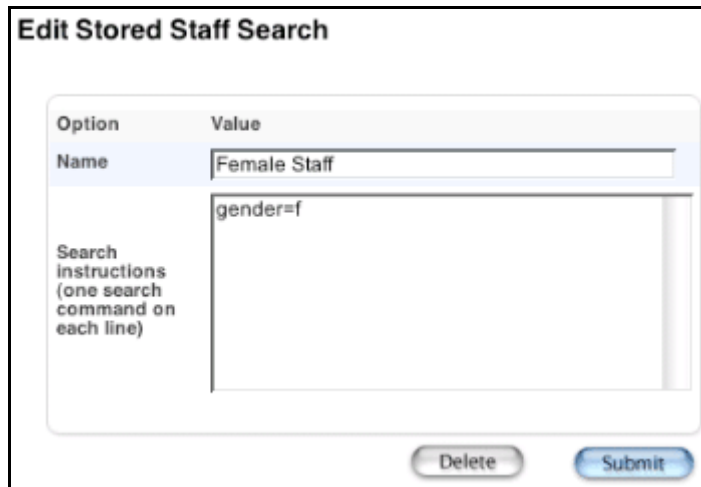 Edit Stored Staff Search
Option Value
Name Female Staff
gender=f
Search
instructions
(one search
command on
each line)
Delete Submit